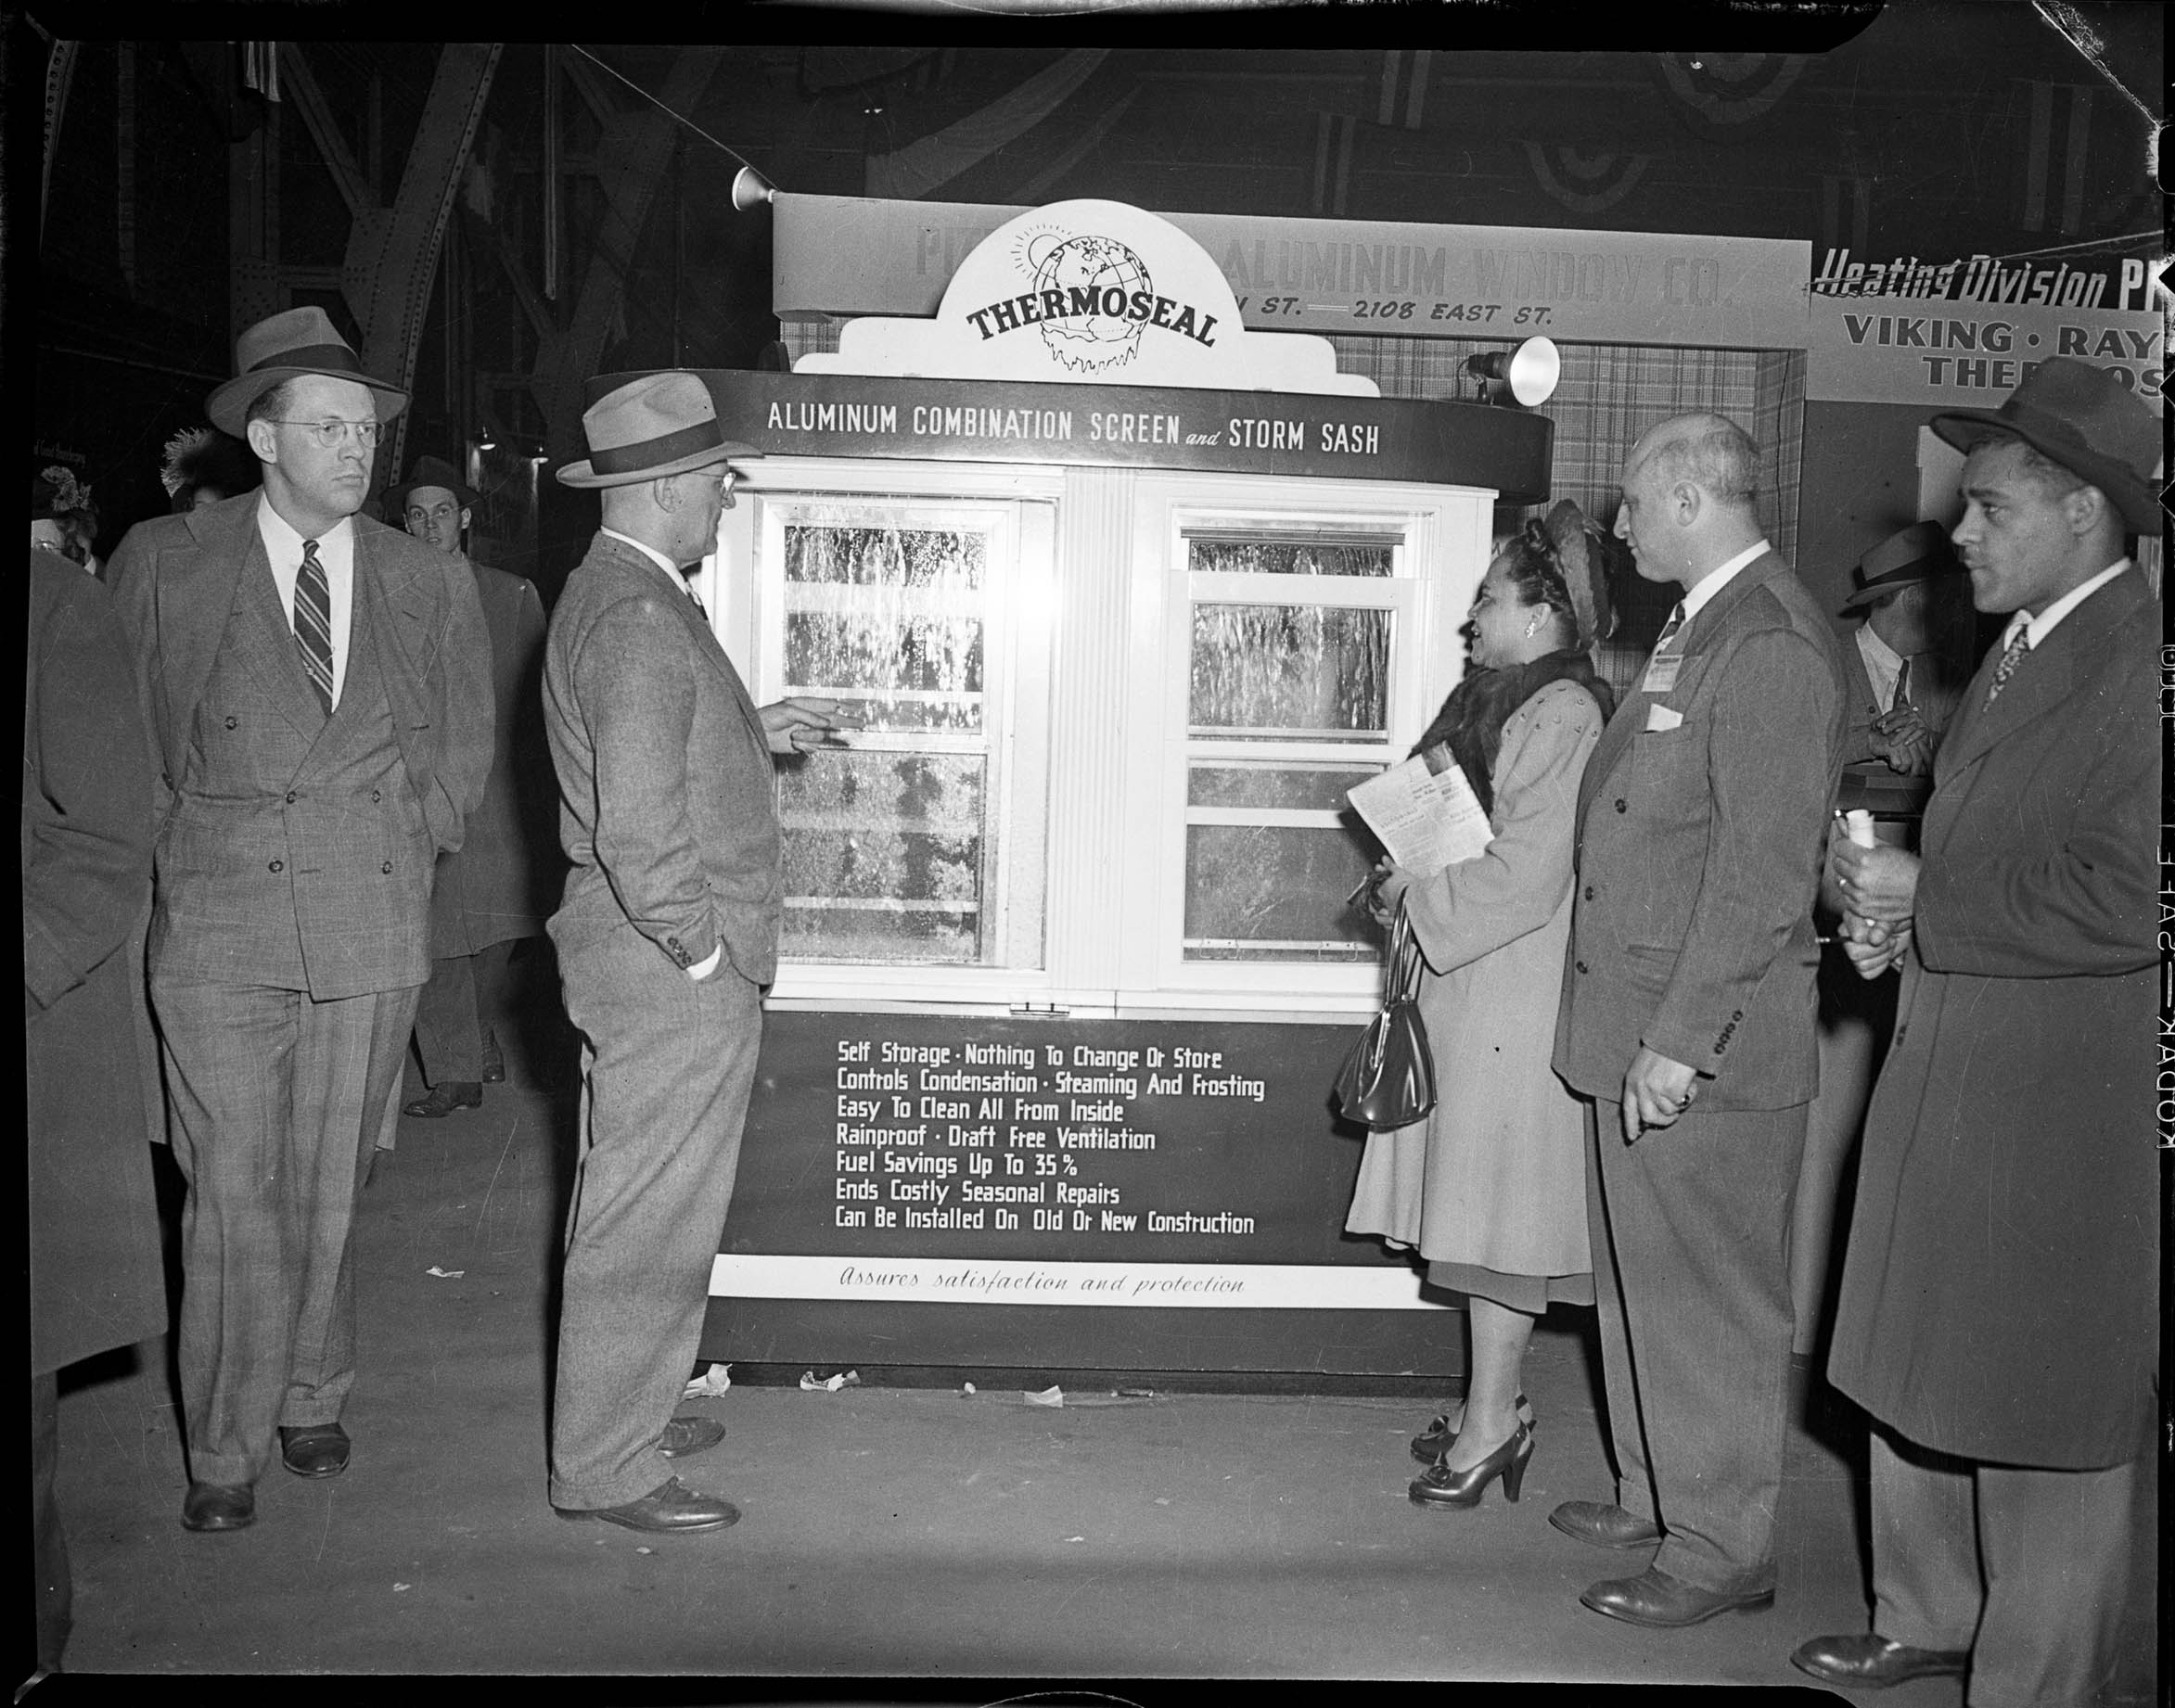 THERMOSEAL
ALUMINUM WINDOW CO.
ST. — 2108 EAST ST.
Heating Division
VIKING • RAY
ALUMINUM COMBINATION SCREEN and STORM SASH
Self Storage · Nothing To Change Or Store
Controls Condensation · Steaming And Frosting
Easy To Clean All From Inside
Rainproof · Draft Free Ventilation
Fuel Savings Up To 35%
Ends Costly Seasonal Repairs
Can Be Installed On Old Or New Construction
Assures satisfaction and protection
KODAK—SAFETY